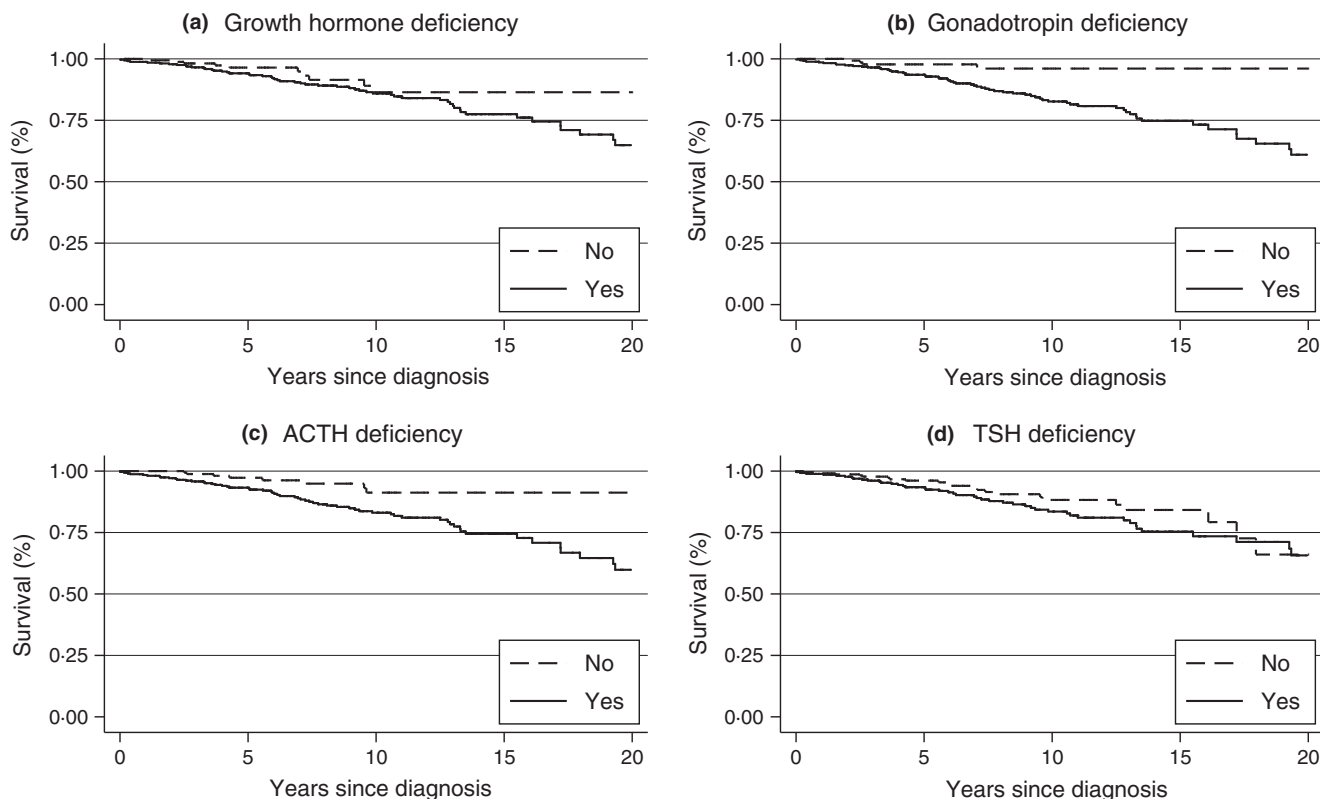 (a) Growth hormone deficiency
Survival (%)
1·00
0·75
0·50
0·25
0·00
No
Yes
0 5 10 15 20
Years since diagnosis
(b) Gonadotropin deficiency
Survival (%)
1·00
0·75
0·50
0·25
0·00
No
Yes
0 5 10 15 20
Years since diagnosis
(c) ACTH deficiency
Survival (%)
1·00
0·75
0·50
0·25
0·00
No
Yes
0 5 10 15 20
Years since diagnosis
(d) TSH deficiency
Survival (%)
1·00
0·75
0·50
0·25
0·00
No
Yes
0 5 10 15 20
Years since diagnosis